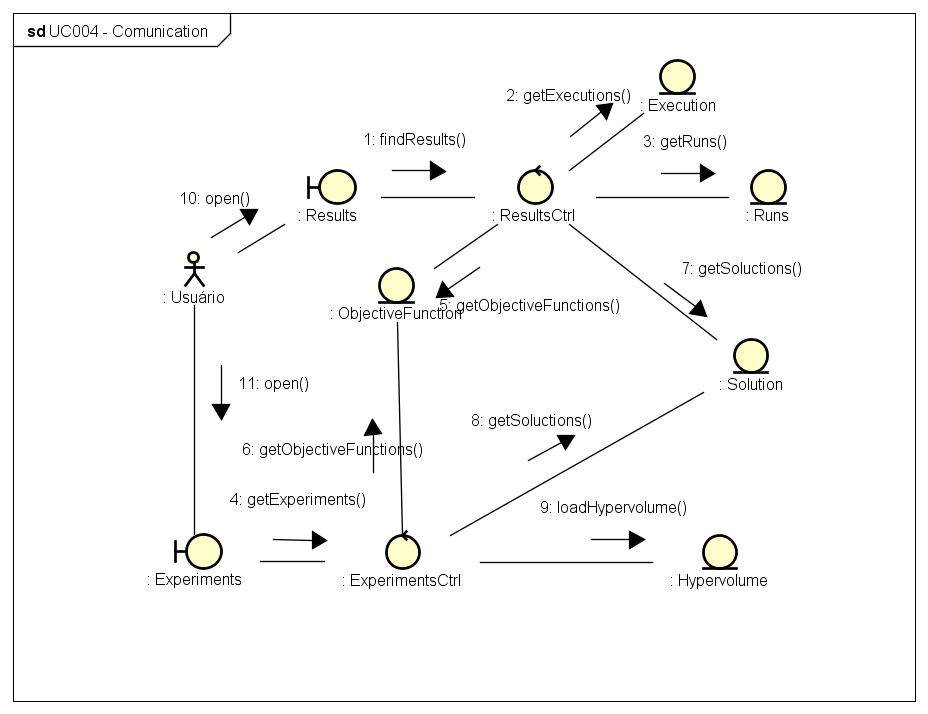 sd UC004 - Comunication
2: getExecutions()
: Execution
1: findResults()
3: getRuns()
10: open()
: Results
: ResultsCtrl
: Runs
7: getSoluctions()
: Usuário
5: getObjectiveFunctions()
: ObjectiveFunction
11: open()
: Solution
8: getSoluctions()
6: getObjectiveFunctions()
4: getExperiments()
9: loadHypervolume()
: Experiments
: ExperimentsCtrl
: Hypervolume